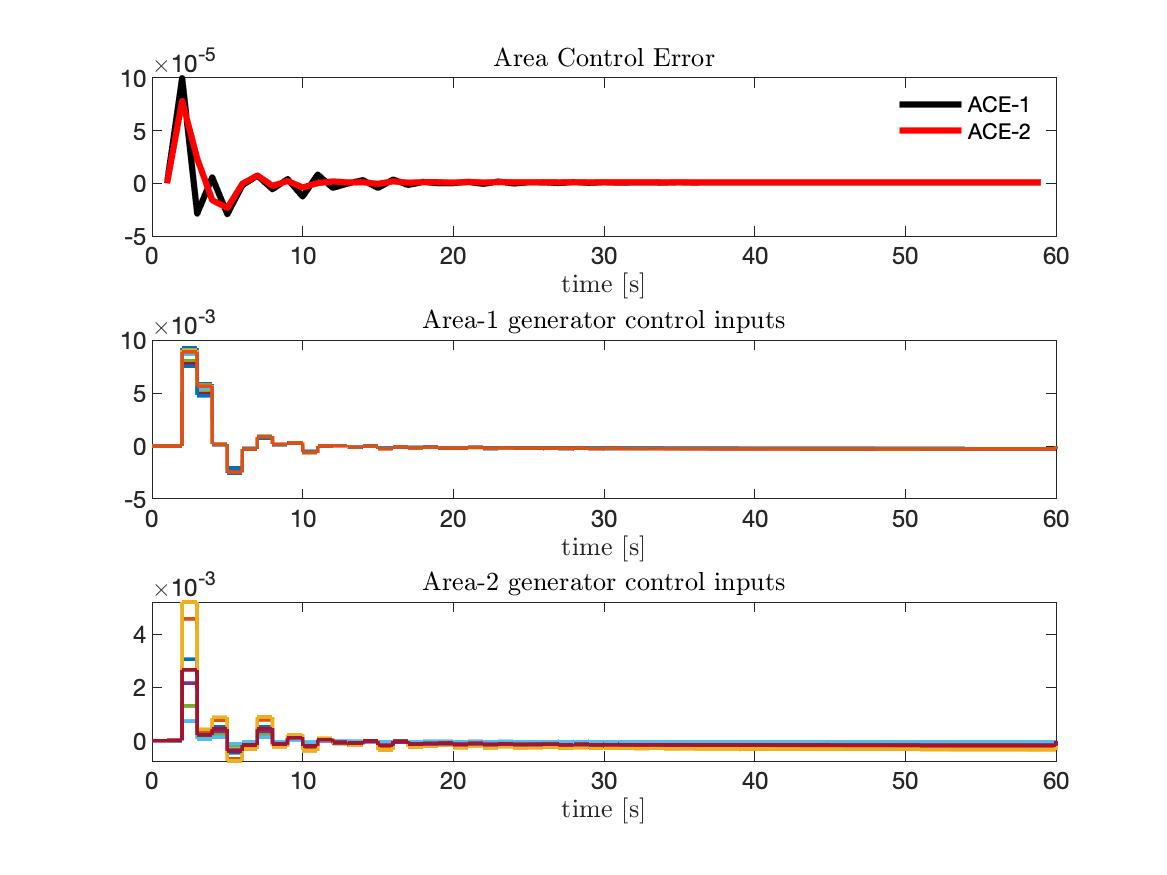 ×10-5
Area Control Error
10
5
0
-5
ACE-1
ACE-2
0 10 20 30 40 50 60
time [s]
×10-3
Area-1 generator control inputs
10
5
0
-5
0 10 20 30 40 50 60
time [s]
×10-3
Area-2 generator control inputs
4
2
0
0 10 20 30 40 50 60
time [s]